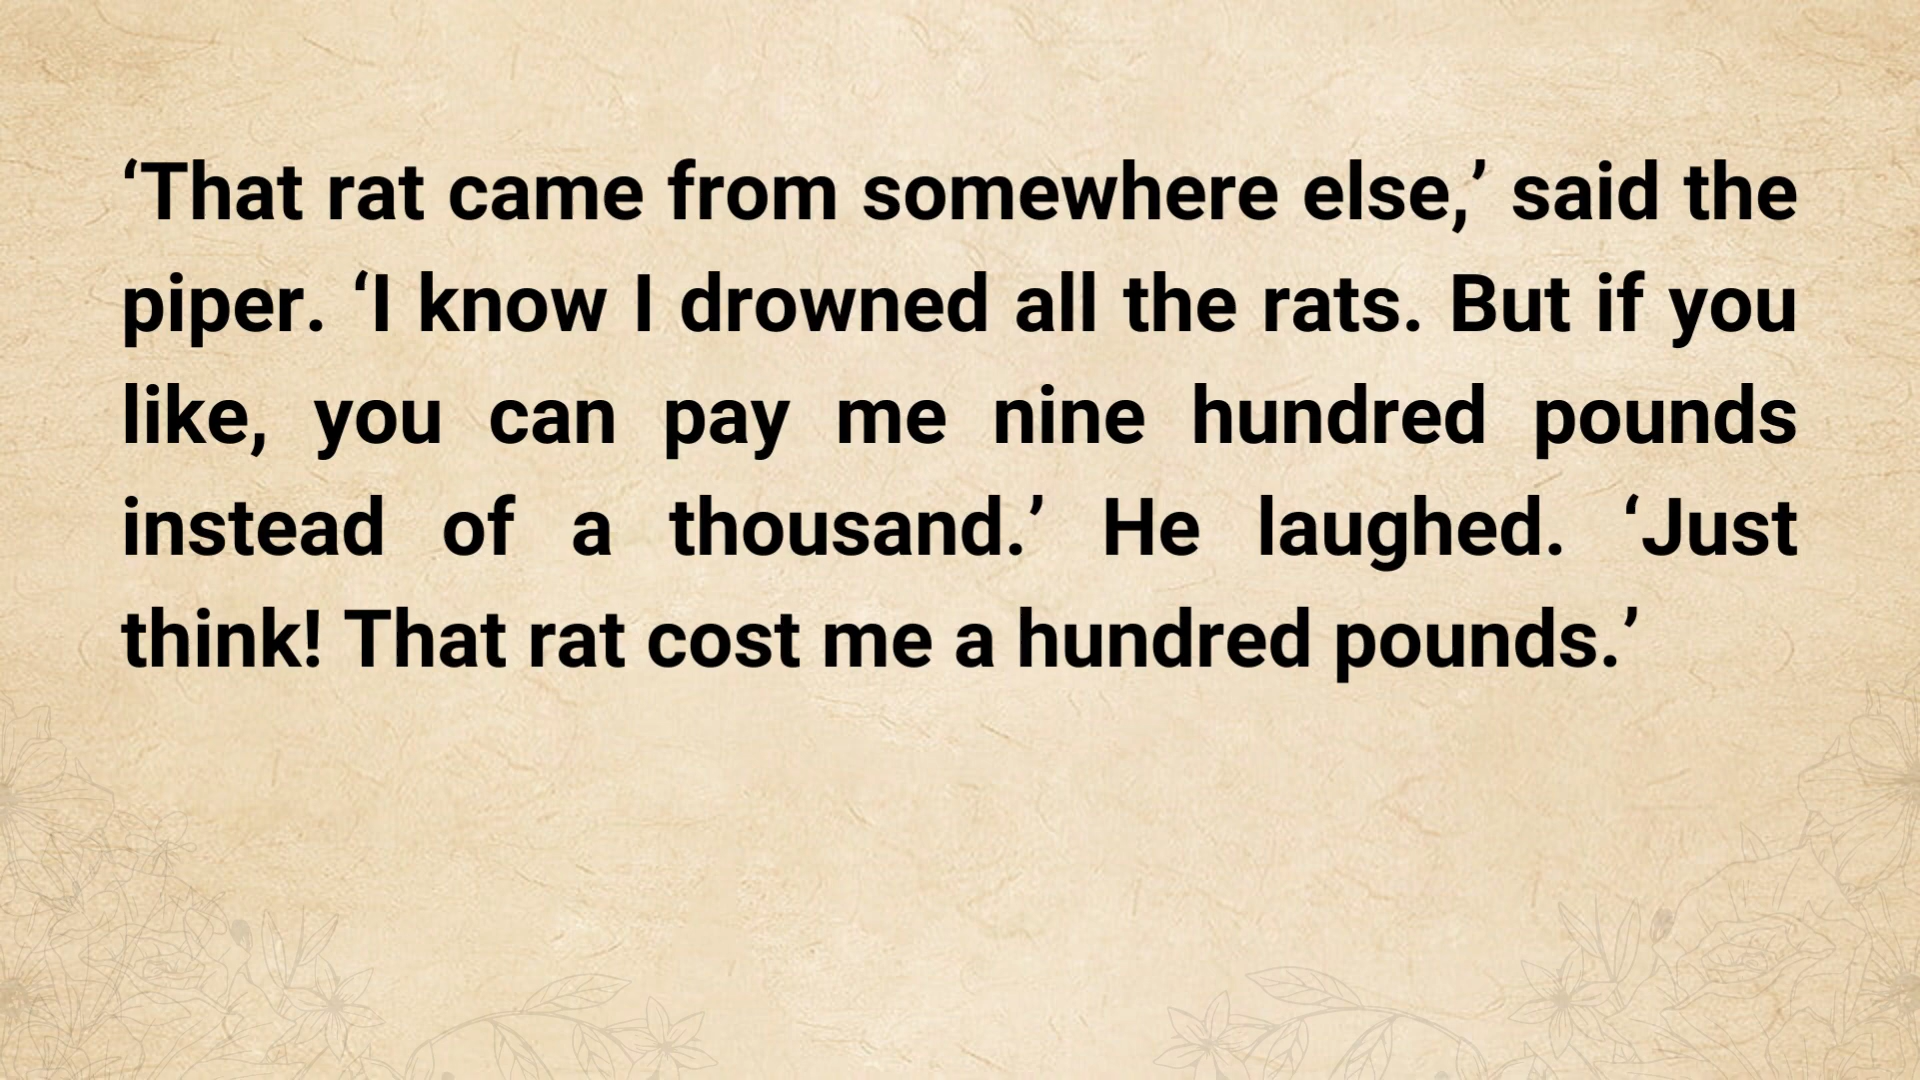 ‘That rat came from somewhere else,’ said the
piper. ‘I know I drowned all the rats. But if you
like, you can pay me nine hundred pounds
instead of a thousand.’ He laughed. ‘Just
think! That rat cost me a hundred pounds.’